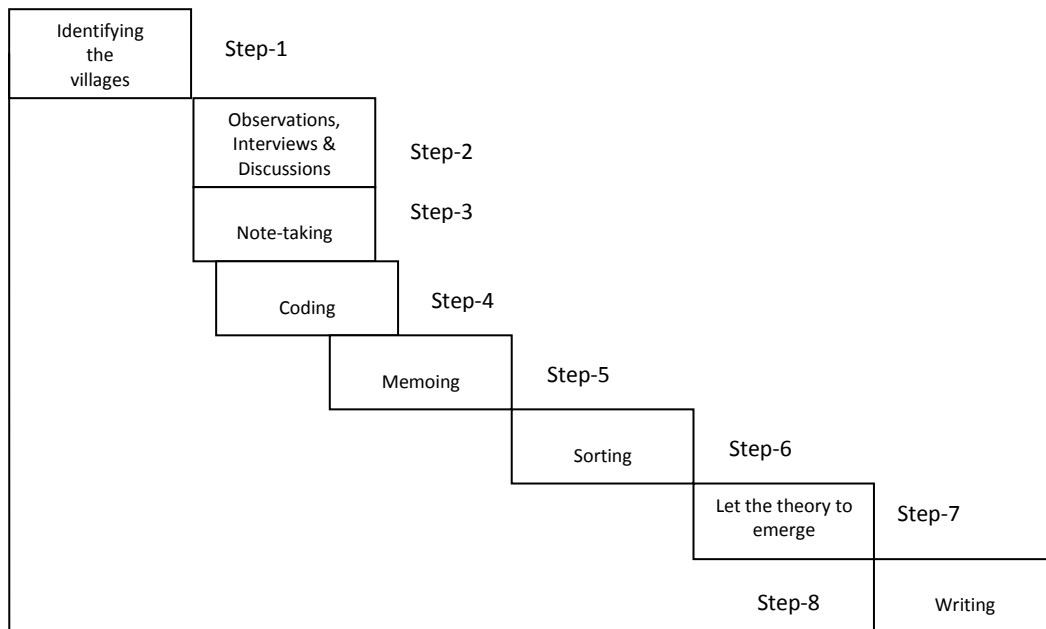 Identifying
the
villages
Step-1
Observations,
Interviews &
Discussions
Step-2
Note-taking
Step-3
Coding
Step-4
Memoing
Step-5
Sorting
Step-6
Let the theory to
emerge
Step-7
Step-8
Writing